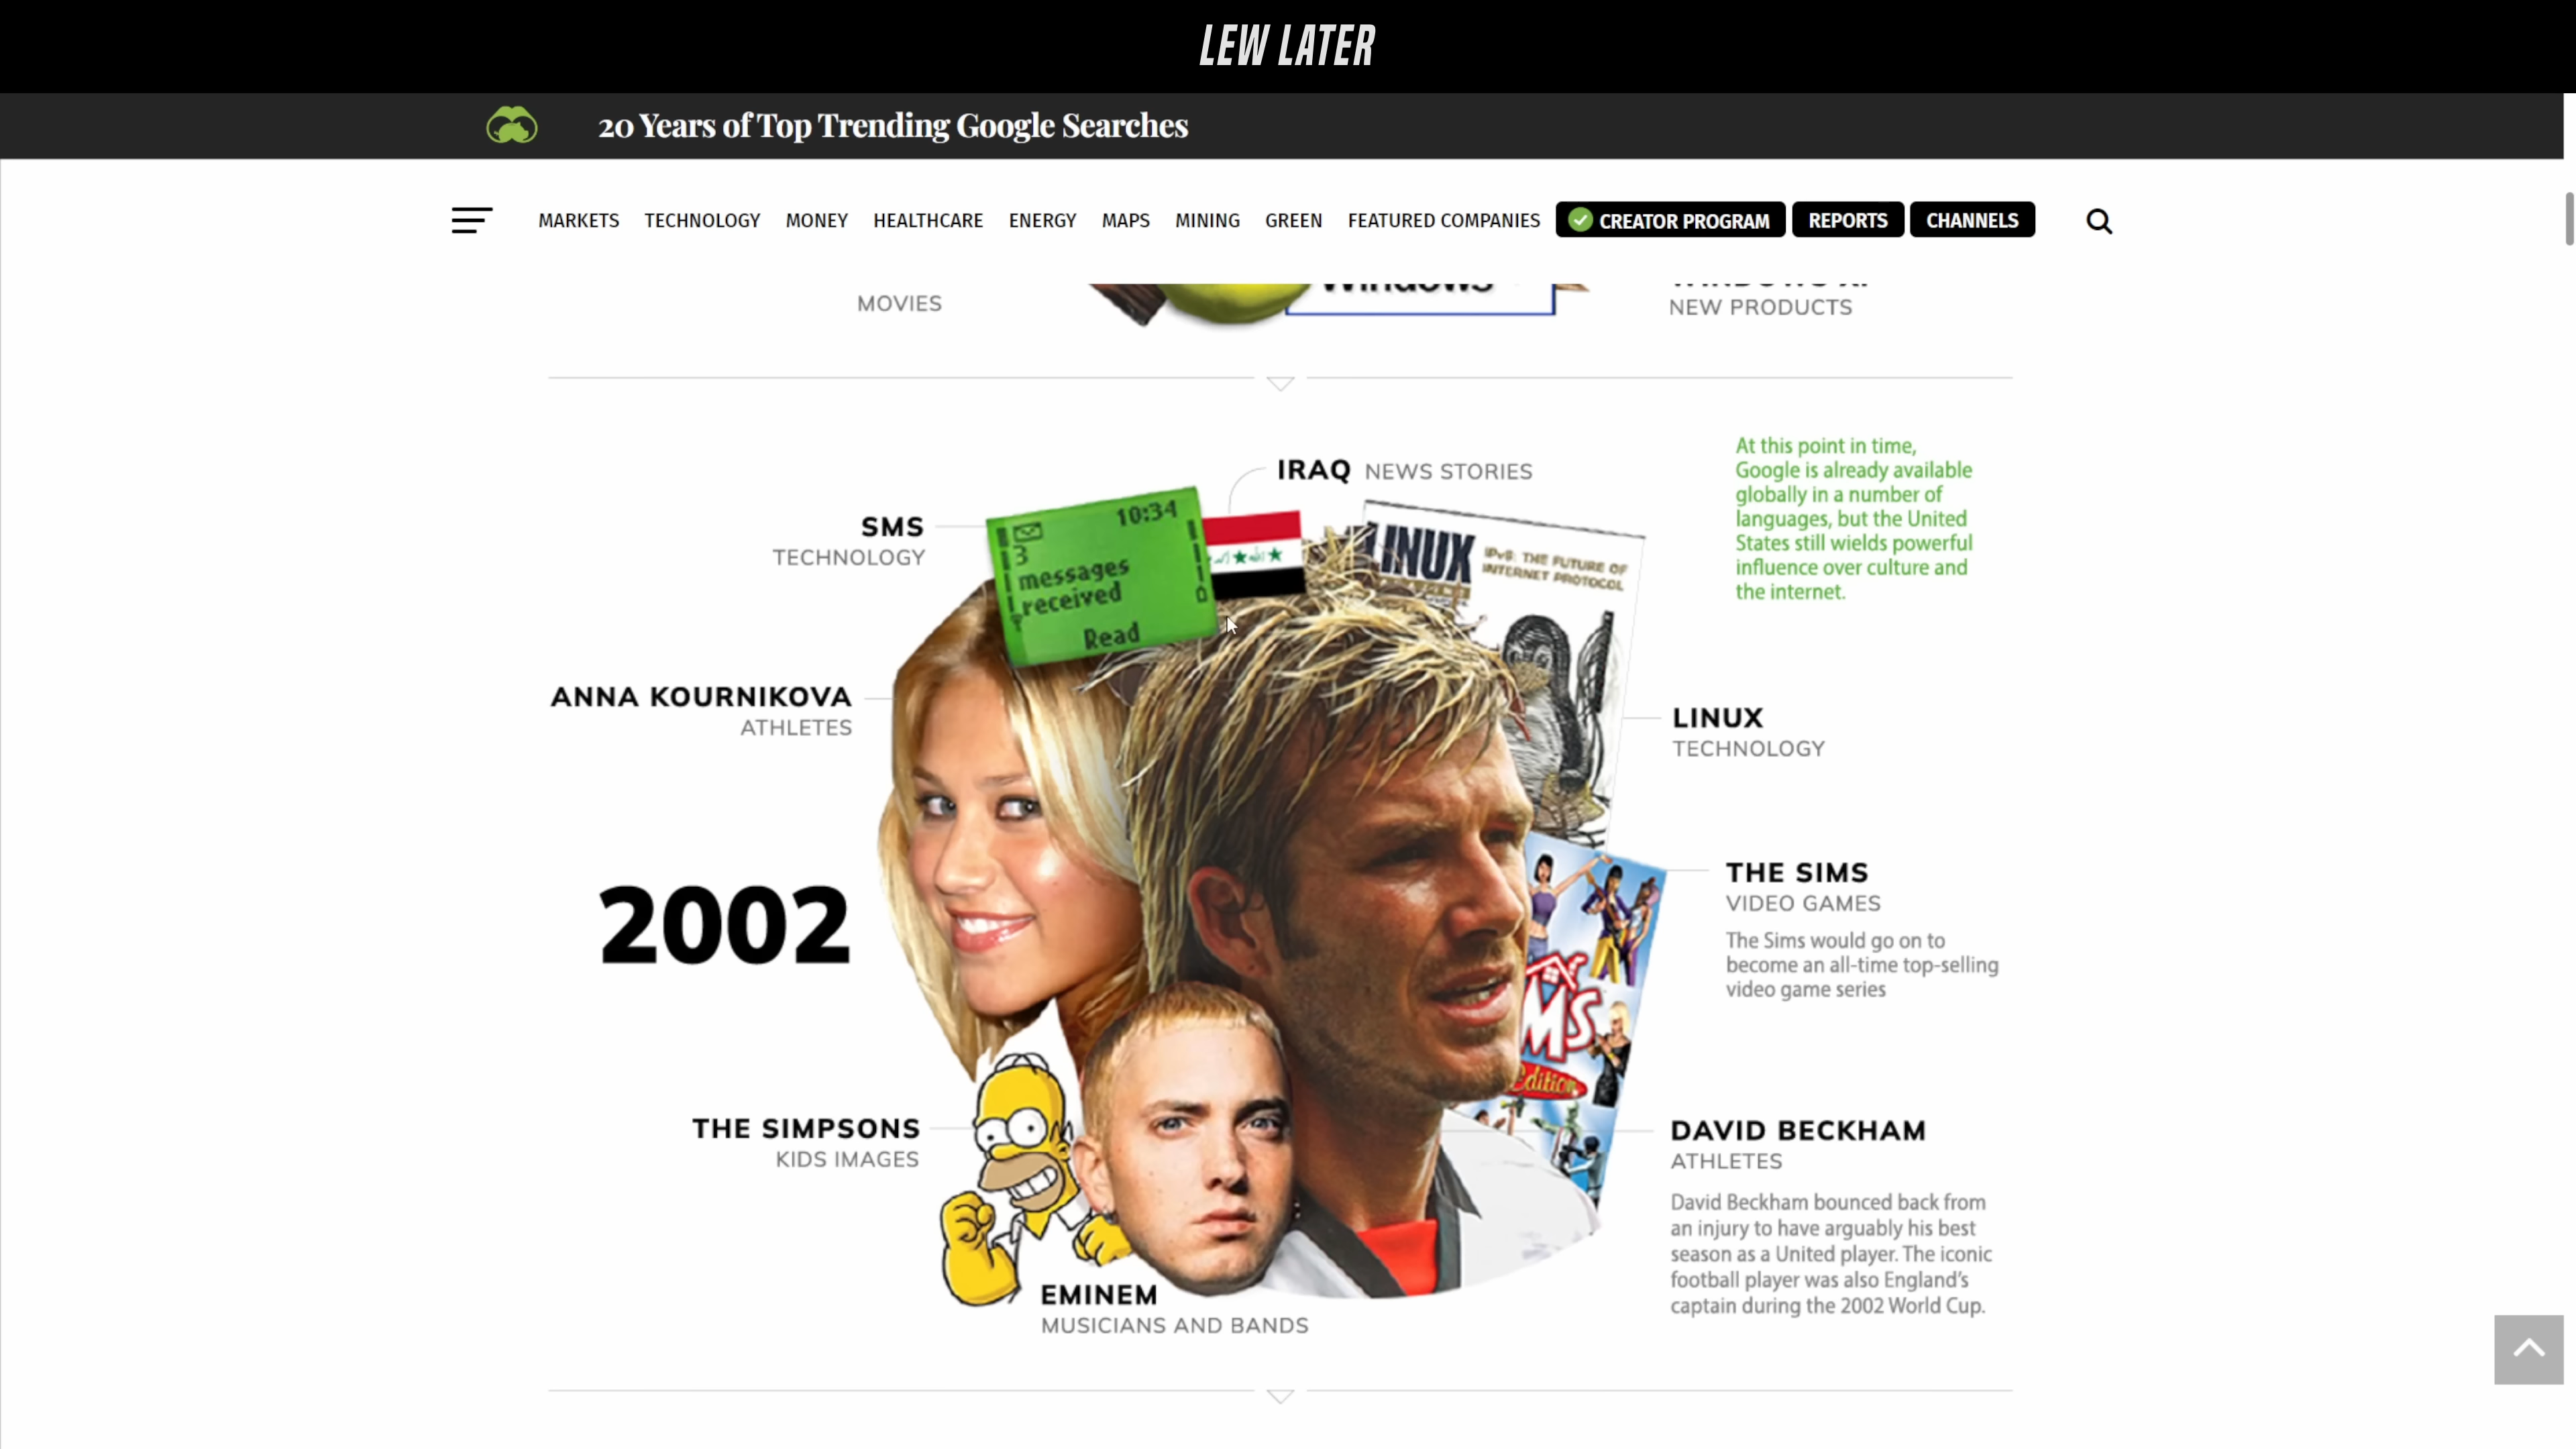 LEW LATER
20 Years of Top Trending Google Searches
MARKETS TECHNOLOGY MONEY HEALTHCARE ENERGY MAPS MINING GREEN FEATURED COMPANIES CREATOR PROGRAM REPORTS CHANNELS
MOVIES
Windows
NEW PRODUCTS
IRAQ NEWS STORIES
At this point in time,
Google is already available
globally in a number of
languages, but the United
States still wields powerful
influence over culture and
the internet.
SMS
TECHNOLOGY
10:34
3
messages
received
Read
LINUX
IPv6: THE FUTURE OF
INTERNET PROTOCOL
ANNA KOURNIKOVA
ATHLETES
LINUX
TECHNOLOGY
2002
THE SIMS
VIDEO GAMES
The Sims would go on to
become an all-time top-selling
video game series
MS
Edition
THE SIMPSONS
KIDS IMAGES
DAVID BECKHAM
ATHLETES
David Beckham bounced back from
an injury to have arguably his best
season as a United player. The iconic
football player was also England's
captain during the 2002 World Cup.
EMINEM
MUSICIANS AND BANDS